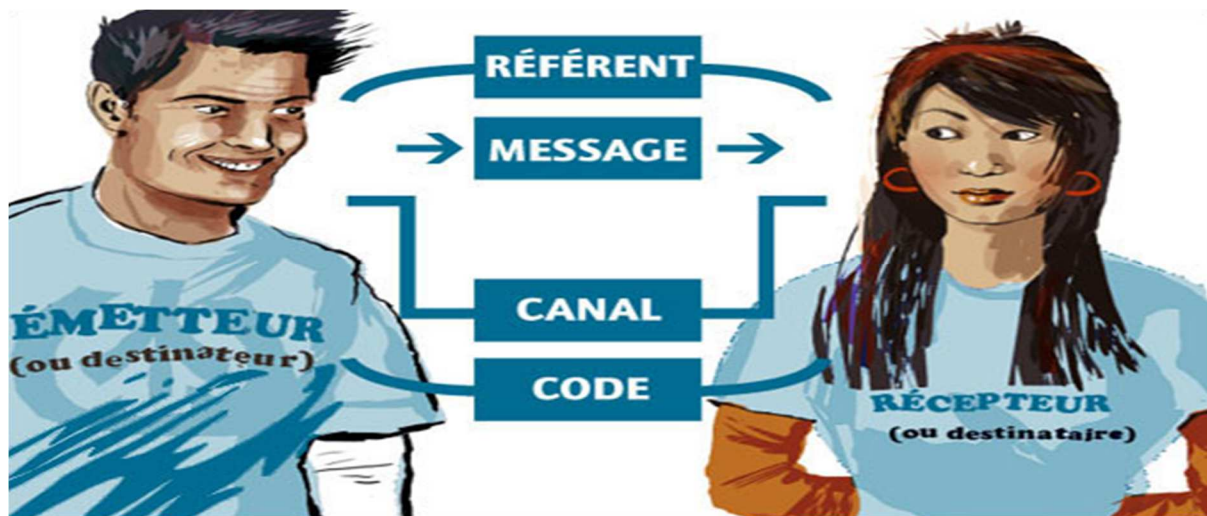 RÉFÉRENT
MESSAGE
CANAL
CODE
ÉMETTEUR
(ou destinateur)
RÉCEPTEUR
(ou destinataire)